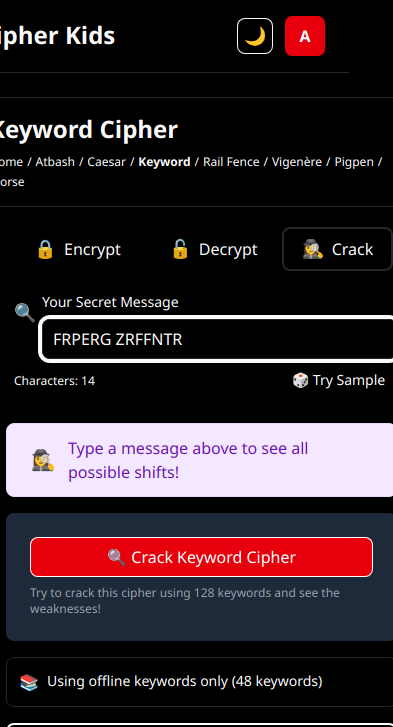 ipher Kids
A
Keyword Cipher
ome / Atbash / Caesar / Keyword / Rail Fence / Vigenère / Pigpen /
orse
Encrypt
Decrypt
Crack
Your Secret Message
FRPERG ZRFFNTR
Characters: 14
Try Sample
Type a message above to see all
possible shifts!
Crack Keyword Cipher
Try to crack this cipher using 128 keywords and see the
weaknesses!
Using offline keywords only (48 keywords)